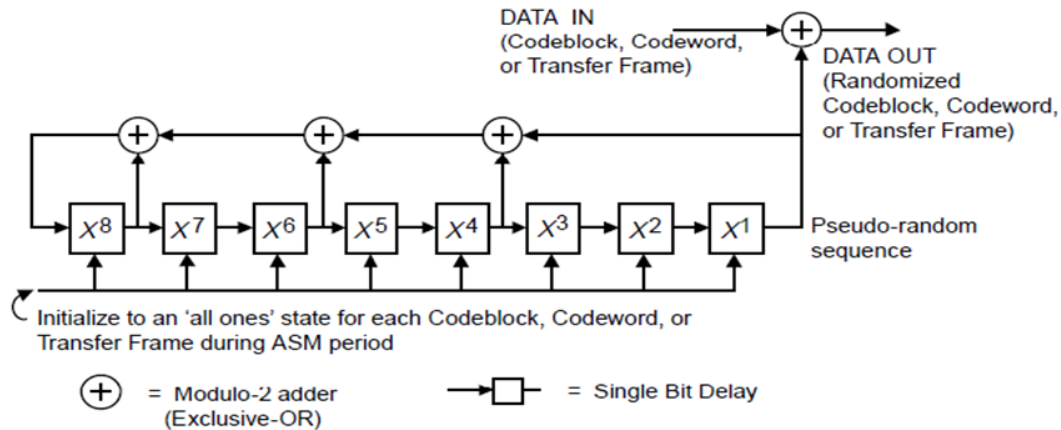 DATA IN
(Codeblock, Codeword,
or Transfer Frame)
+
DATA OUT
(Randomized
Codeblock, Codeword,
or Transfer Frame)
+ + +
X8 X7 X6 X5 X4 X3 X2 X1
Pseudo-random
sequence
Initialize to an ‘all ones’ state for each Codeblock, Codeword, or
Transfer Frame during ASM period
+ = Modulo-2 adder
(Exclusive-OR)
= Single Bit Delay